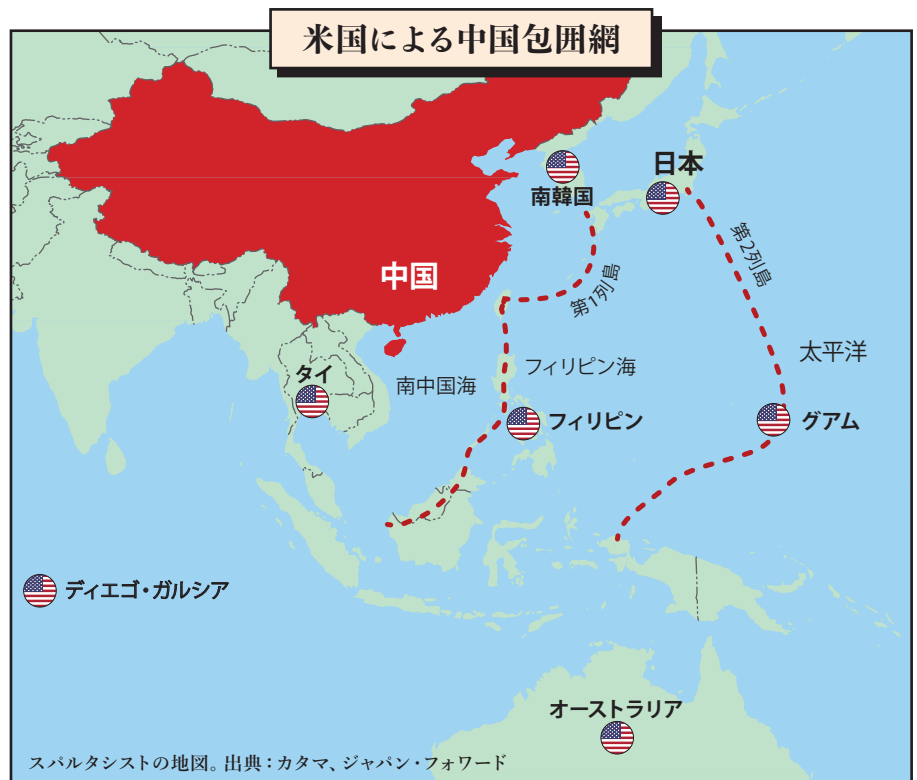 米国による中国包囲網
日本
南韓国
第2列島
中国
第1列島
太平洋
タイ
南中国海
フィリピン海
フィリピン
グアム
ディエゴ・ガルシア
オーストラリア
スパルタシストの地図。出典：カタマ、ジャパン・フォワード